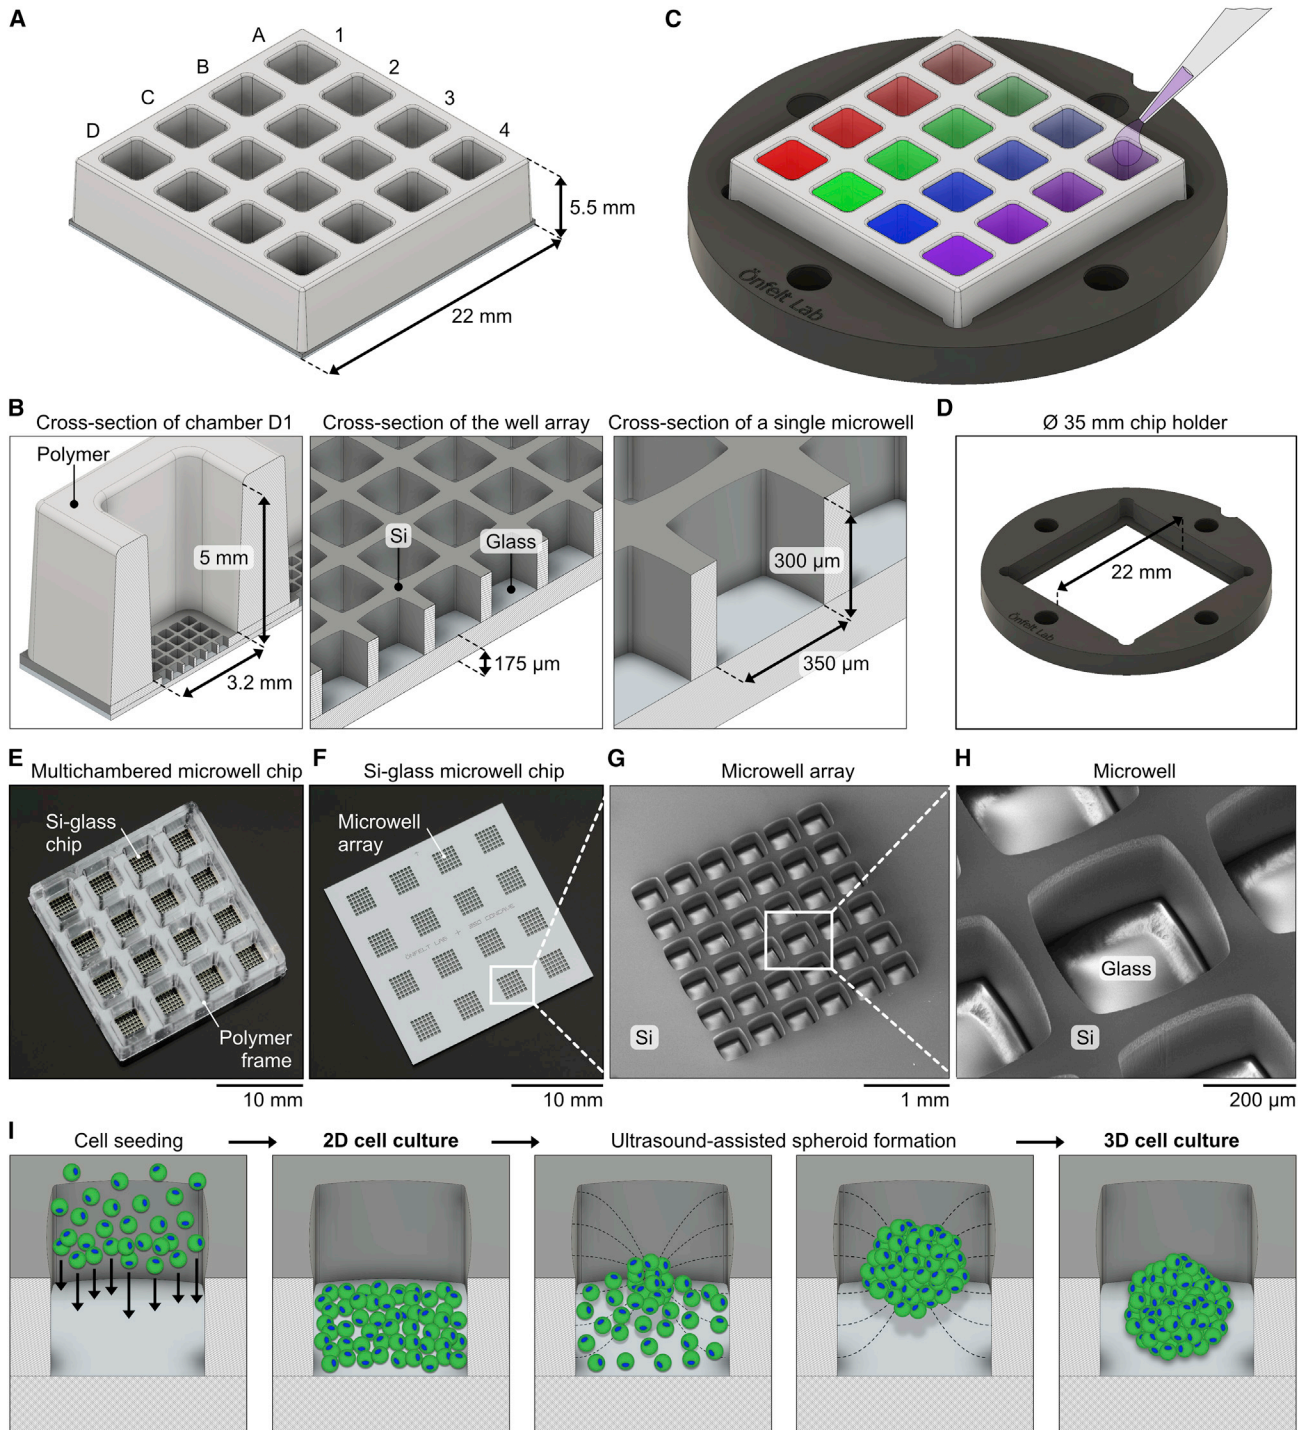 A
A 1
B 2
C 3
D 4
5.5 mm
22 mm
C
Önfelt Lab
B
Cross-section of chamber D1
Polymer
5 mm
3.2 mm
Cross-section of the well array
Si
Glass
175 μm
Cross-section of a single microwell
300 μm
350 μm
D
Ø 35 mm chip holder
22 mm
Önfelt Lab
E
Multichambered microwell chip
Si-glass
chip
Polymer
frame
10 mm
F
Si-glass microwell chip
Microwell
array
ONFELT LAB
350 CONCAVE
10 mm
G
Microwell array
Si
1 mm
H
Microwell
Glass
Si
200 μm
I
Cell seeding
2D cell culture
Ultrasound-assisted spheroid formation
3D cell culture